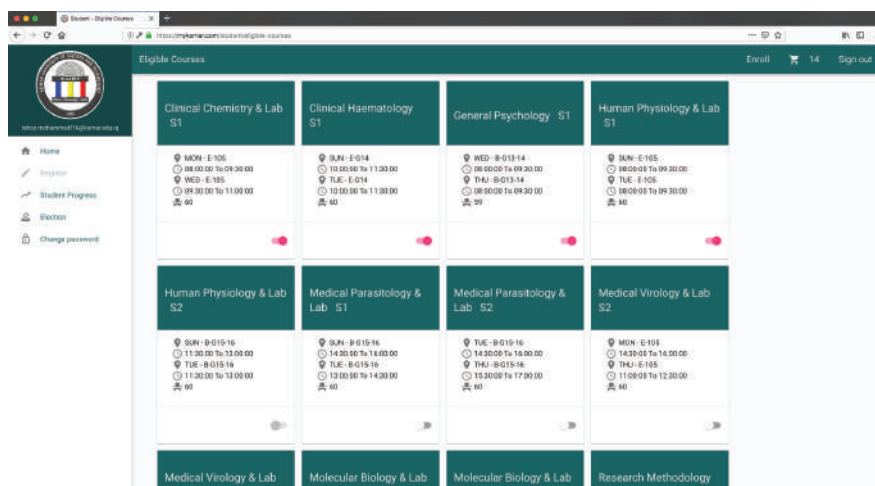 Student - Eligible Courses
Eligible Courses
Enroll
14
Sign out
Home
Register
Student Progress
Election
Change password
Clinical Chemistry & Lab
S1
MON - E-105
08:00:00 To 09:30:00
WED - E-105
09:30:00 To 11:00:00
60
Clinical Haematology
S1
SUN - E-G14
10:00:00 To 11:30:00
TUE - E-G14
10:00:00 To 11:30:00
60
General Psychology S1
WED - B-G13-14
08:00:00 To 09:30:00
THU - B-G13-14
08:00:00 To 09:30:00
59
Human Physiology & Lab
S1
SUN - E-105
08:00:00 To 09:30:00
TUE - E-105
08:00:00 To 09:30:00
60
Human Physiology & Lab
S2
SUN - B-G15-16
11:30:00 To 13:00:00
TUE - B-G15-16
11:30:00 To 13:00:00
60
Medical Parasitology &
Lab S1
SUN - B-G15-16
14:30:00 To 16:00:00
TUE - B-G15-16
13:00:00 To 14:30:00
60
Medical Parasitology &
Lab S2
TUE - B-G15-16
14:30:00 To 16:00:00
THU - B-G15-16
15:30:00 To 17:00:00
60
Medical Virology & Lab
S2
MON - E-105
14:30:00 To 16:00:00
THU - E-105
11:00:00 To 12:30:00
60
Medical Virology & Lab
Molecular Biology & Lab
Molecular Biology & Lab
Research Methodology